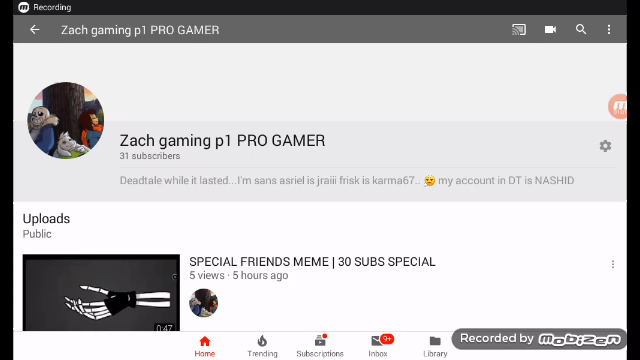 Recording
Zach gaming p1 PRO GAMER
Zach gaming p1 PRO GAMER
31 subscribers
Deadtale while it lasted...I'm sans asriel is jraiii frisk is karma67.. 🤔 my account in DT is NASHID
Uploads
Public
SPECIAL FRIENDS MEME | 30 SUBS SPECIAL
5 views · 5 hours ago
0:47
9+
Home
Trending
Subscriptions
Inbox
Library
Recorded by mobizen